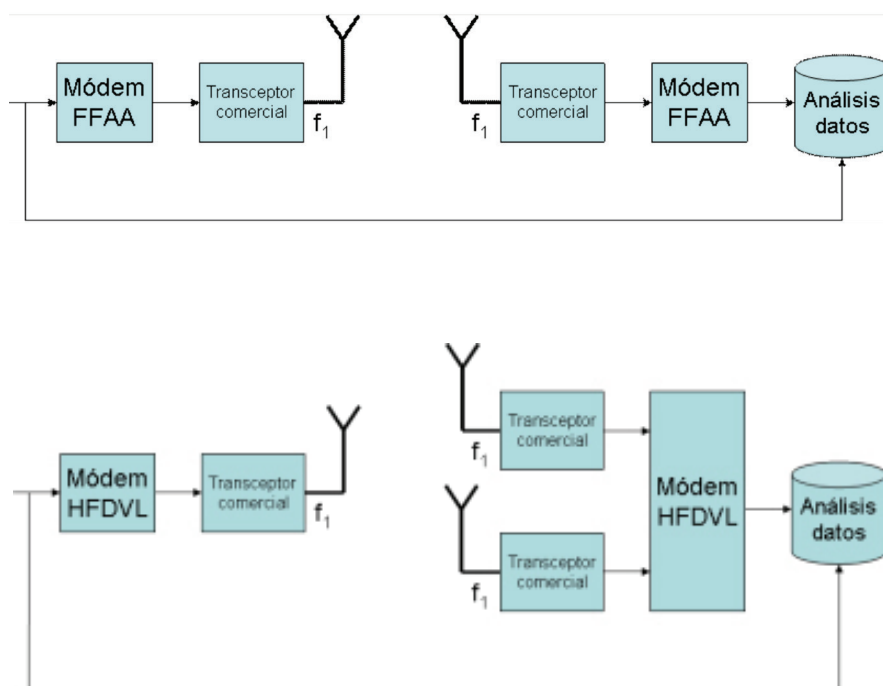 Módem
FFAA
Transceptor
comercial
f1
Transceptor
comercial
f1
Módem
FFAA
Análisis
datos
Módem
HFDVL
Transceptor
comercial
f1
Transceptor
comercial
f1
Transceptor
comercial
f1
Módem
HFDVL
Análisis
datos